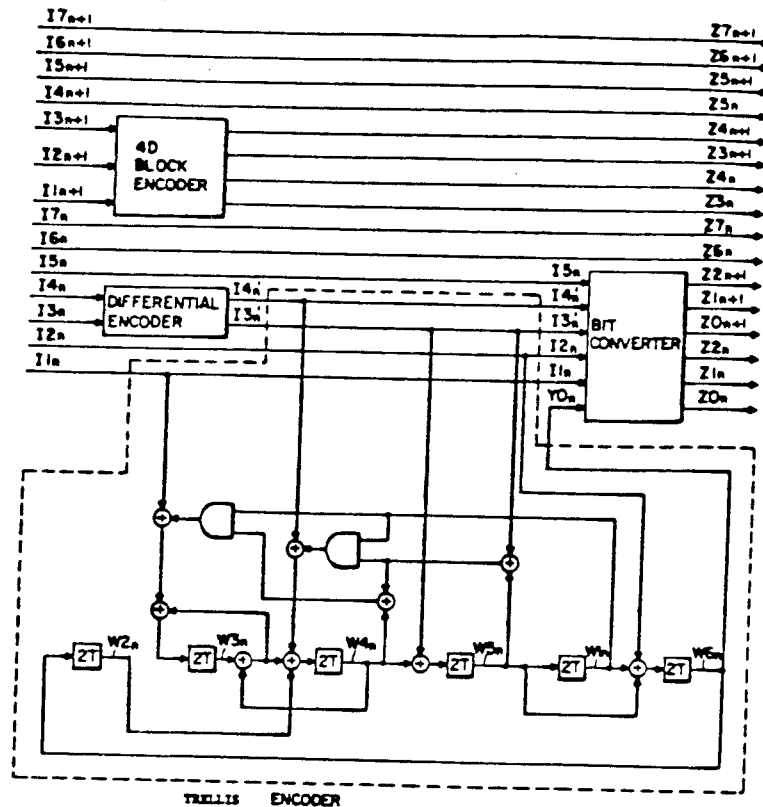 I7n+1 Z7n+1
I6n+1 Z6n+1
I5n+1 Z5n+1
I4n+1 Z5n
I3n+1 Z4n+1
4D
BLOCK
ENCODER
I2n+1 Z3n+1
Z4n
I1n+1 Z3n
I7n Z7n
I6n Z6n
I5n I5n Z2n+1
I4n I4n' I4n' Z1n+1
DIFFERENTIAL
ENCODER
I3n I3n' I3n' Z0n+1
BIT
CONVERTER
I2n I2n Z2n
I1n I1n Z1n
Y0n Z0n
2T W2n 2T W3n 2T W4n 2T W5n 2T W1n 2T W6n
TRELLIS ENCODER